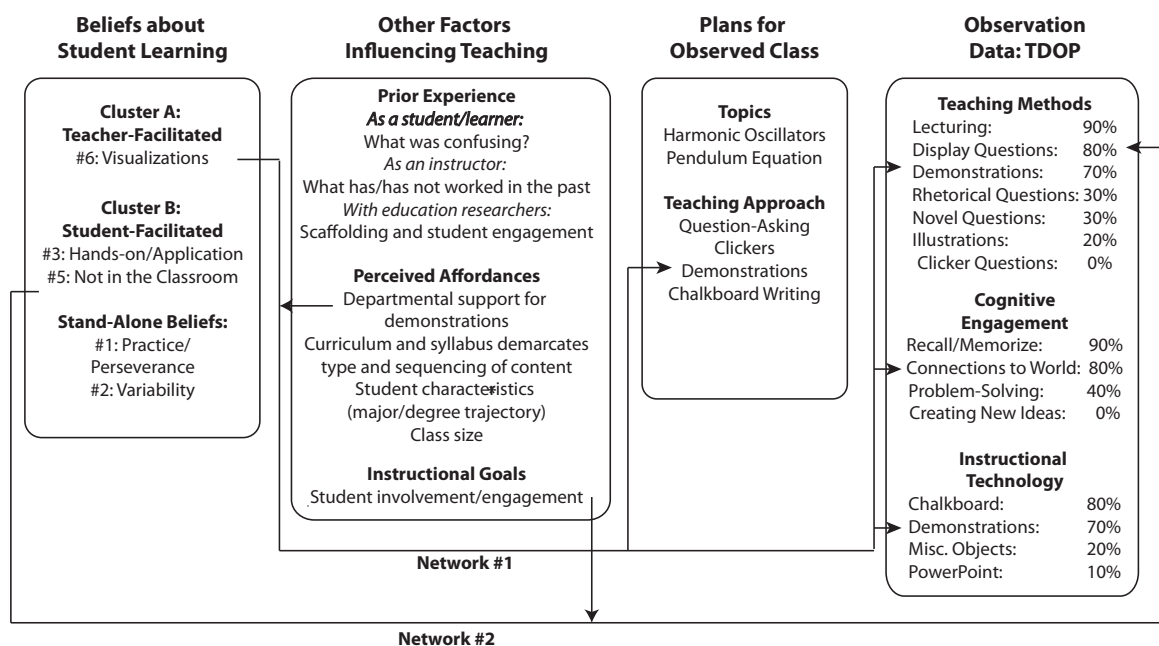 Beliefs about
Student Learning
Cluster A:
Teacher-Facilitated
#6: Visualizations
Cluster B:
Student-Facilitated
#3: Hands-on/Application
#5: Not in the Classroom
Stand-Alone Beliefs:
#1: Practice/
Perseverance
#2: Variability
Other Factors
Influencing Teaching
Prior Experience
As a student/learner:
What was confusing?
As an instructor:
What has/has not worked in the past
With education researchers:
Scaffolding and student engagement
Perceived Affordances
Departmental support for
demonstrations
Curriculum and syllabus demarcates
type and sequencing of content
Student characteristics
(major/degree trajectory)
Class size
Instructional Goals
Student involvement/engagement
Plans for
Observed Class
Topics
Harmonic Oscillators
Pendulum Equation
Teaching Approach
Question-Asking
Clickers
Demonstrations
Chalkboard Writing
Observation
Data: TDOP
Teaching Methods
Lecturing: 90%
Display Questions: 80%
Demonstrations: 70%
Rhetorical Questions: 30%
Novel Questions: 30%
Illustrations: 20%
Clicker Questions: 0%
Cognitive
Engagement
Recall/Memorize: 90%
Connections to World: 80%
Problem-Solving: 40%
Creating New Ideas: 0%
Instructional
Technology
Chalkboard: 80%
Demonstrations: 70%
Misc. Objects: 20%
PowerPoint: 10%
Network #1
Network #2